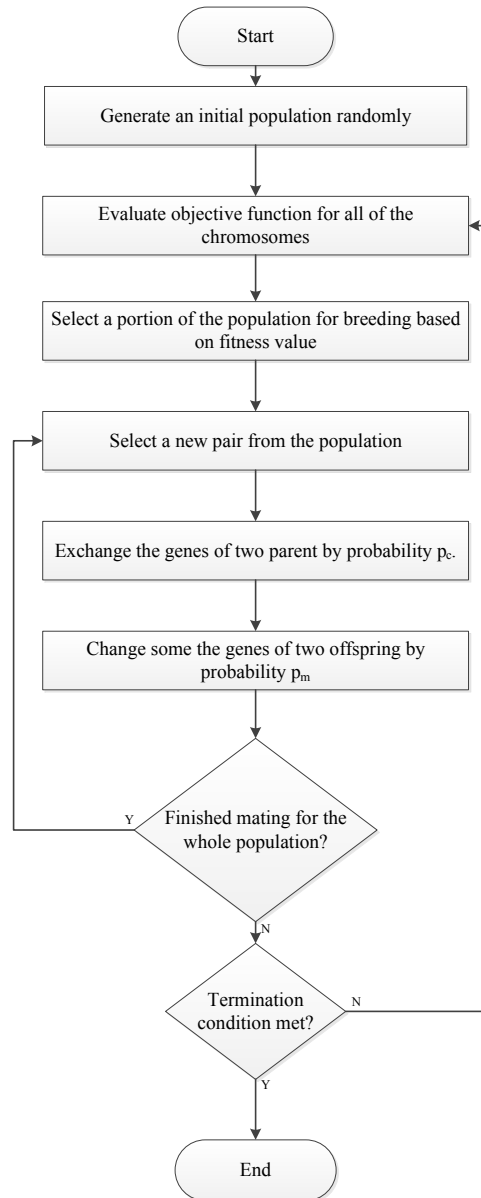 Start
Generate an initial population randomly
Evaluate objective function for all of the
chromosomes
Select a portion of the population for breeding based
on fitness value
Select a new pair from the population
Exchange the genes of two parent by probability pc.
Change some the genes of two offspring by
probability pm
Y
Finished mating for the
whole population?
N
Termination
condition met?
N
Y
End